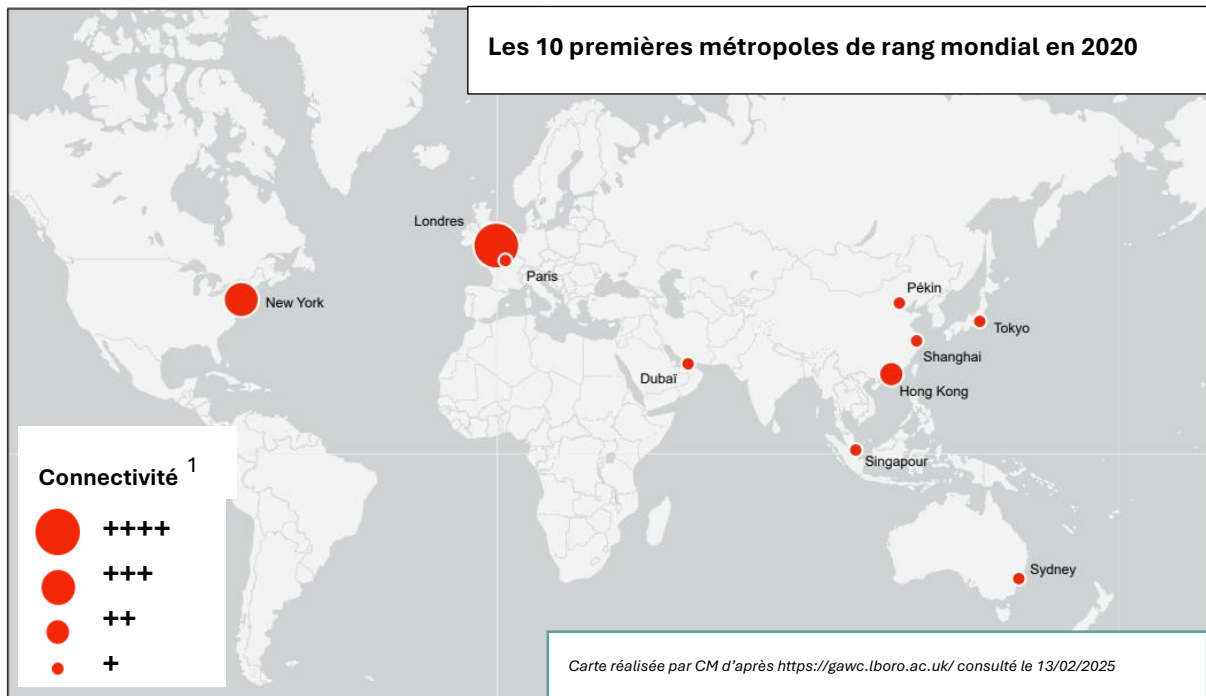 Les 10 premières métropoles de rang mondial en 2020
Londres
Paris
New York
Pékin
Tokyo
Shanghai
Dubaï
Hong Kong
Singapour
Sydney
Connectivité 1
++++
+++
++
+
Carte réalisée par CM d’après https://gawc.lboro.ac.uk/ consulté le 13/02/2025